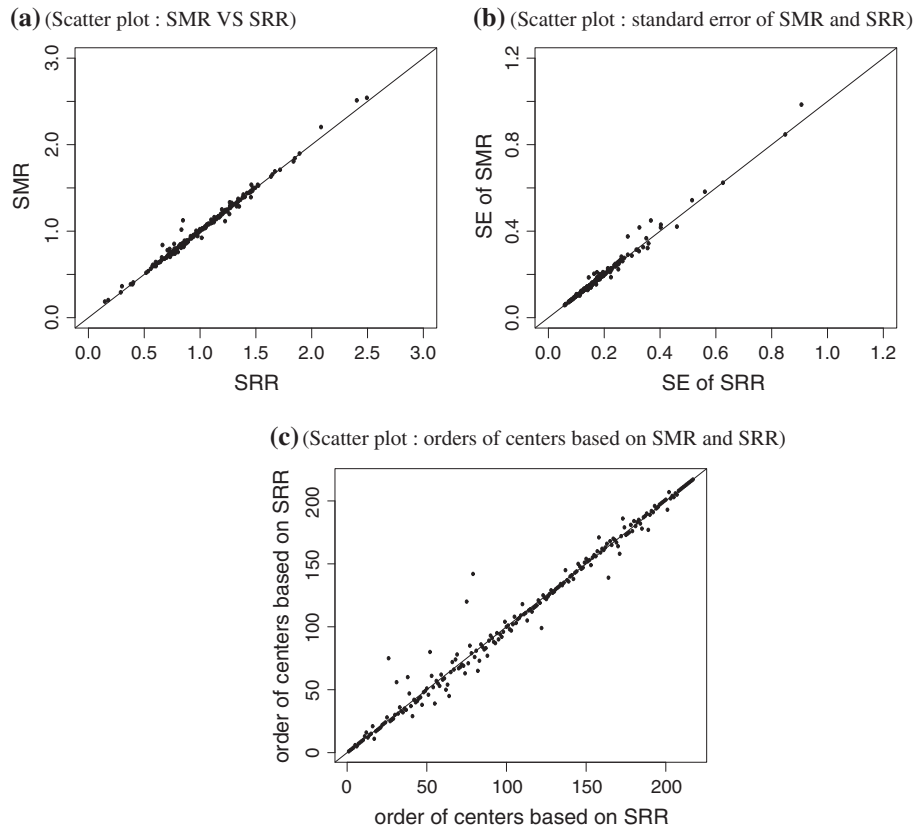 (a) (Scatter plot : SMR VS SRR)
3.0
2.0
1.0
0.0
SMR
0.0 0.5 1.0 1.5 2.0 2.5 3.0
SRR
(b) (Scatter plot : standard error of SMR and SRR)
1.2
0.8
0.4
0.0
SE of SMR
0.0 0.2 0.4 0.6 0.8 1.0 1.2
SE of SRR
(c) (Scatter plot : orders of centers based on SMR and SRR)
200
150
100
50
0
order of centers based on SRR
0 50 100 150 200
order of centers based on SRR